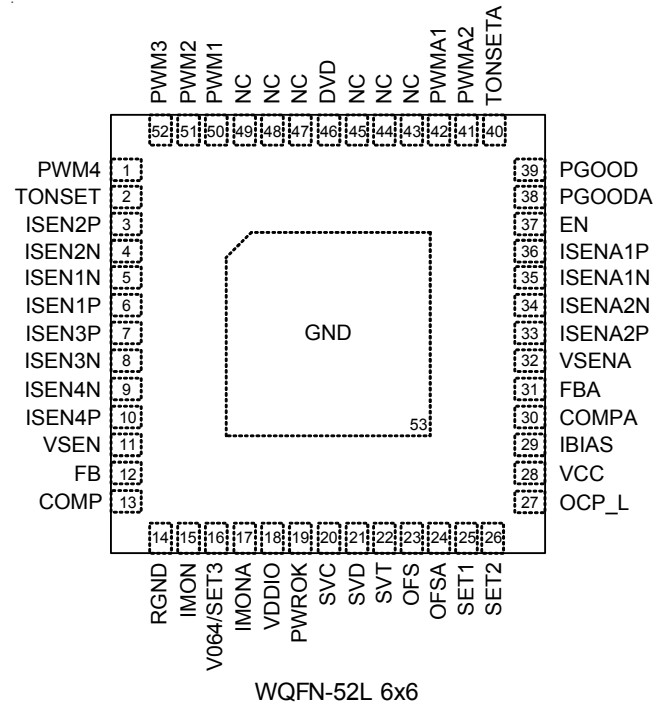 PWM3 PWM2 PWM1 NC NC NC DVD NC NC NC PWMA1 PWMA2 TONSETA
52 51 50 49 48 47 46 45 44 43 42 41 40
PWM4 1 39 PGOOD
TONSET 2 38 PGOODA
ISEN2P 3 37 EN
ISEN2N 4 36 ISENA1P
ISEN1N 5 35 ISENA1N
ISEN1P 6 34 ISENA2N
ISEN3P 7 33 ISENA2P
GND
ISEN3N 8 32 VSENA
ISEN4N 9 31 FBA
ISEN4P 10 30 COMPA
53
VSEN 11 29 IBIAS
FB 12 28 VCC
COMP 13 27 OCP_L
14 15 16 17 18 19 20 21 22 23 24 25 26
RGND IMON V064/SET3 IMONA VDDIO PWROK SVC SVD SVT OFS OFSA SET1 SET2
WQFN-52L 6x6